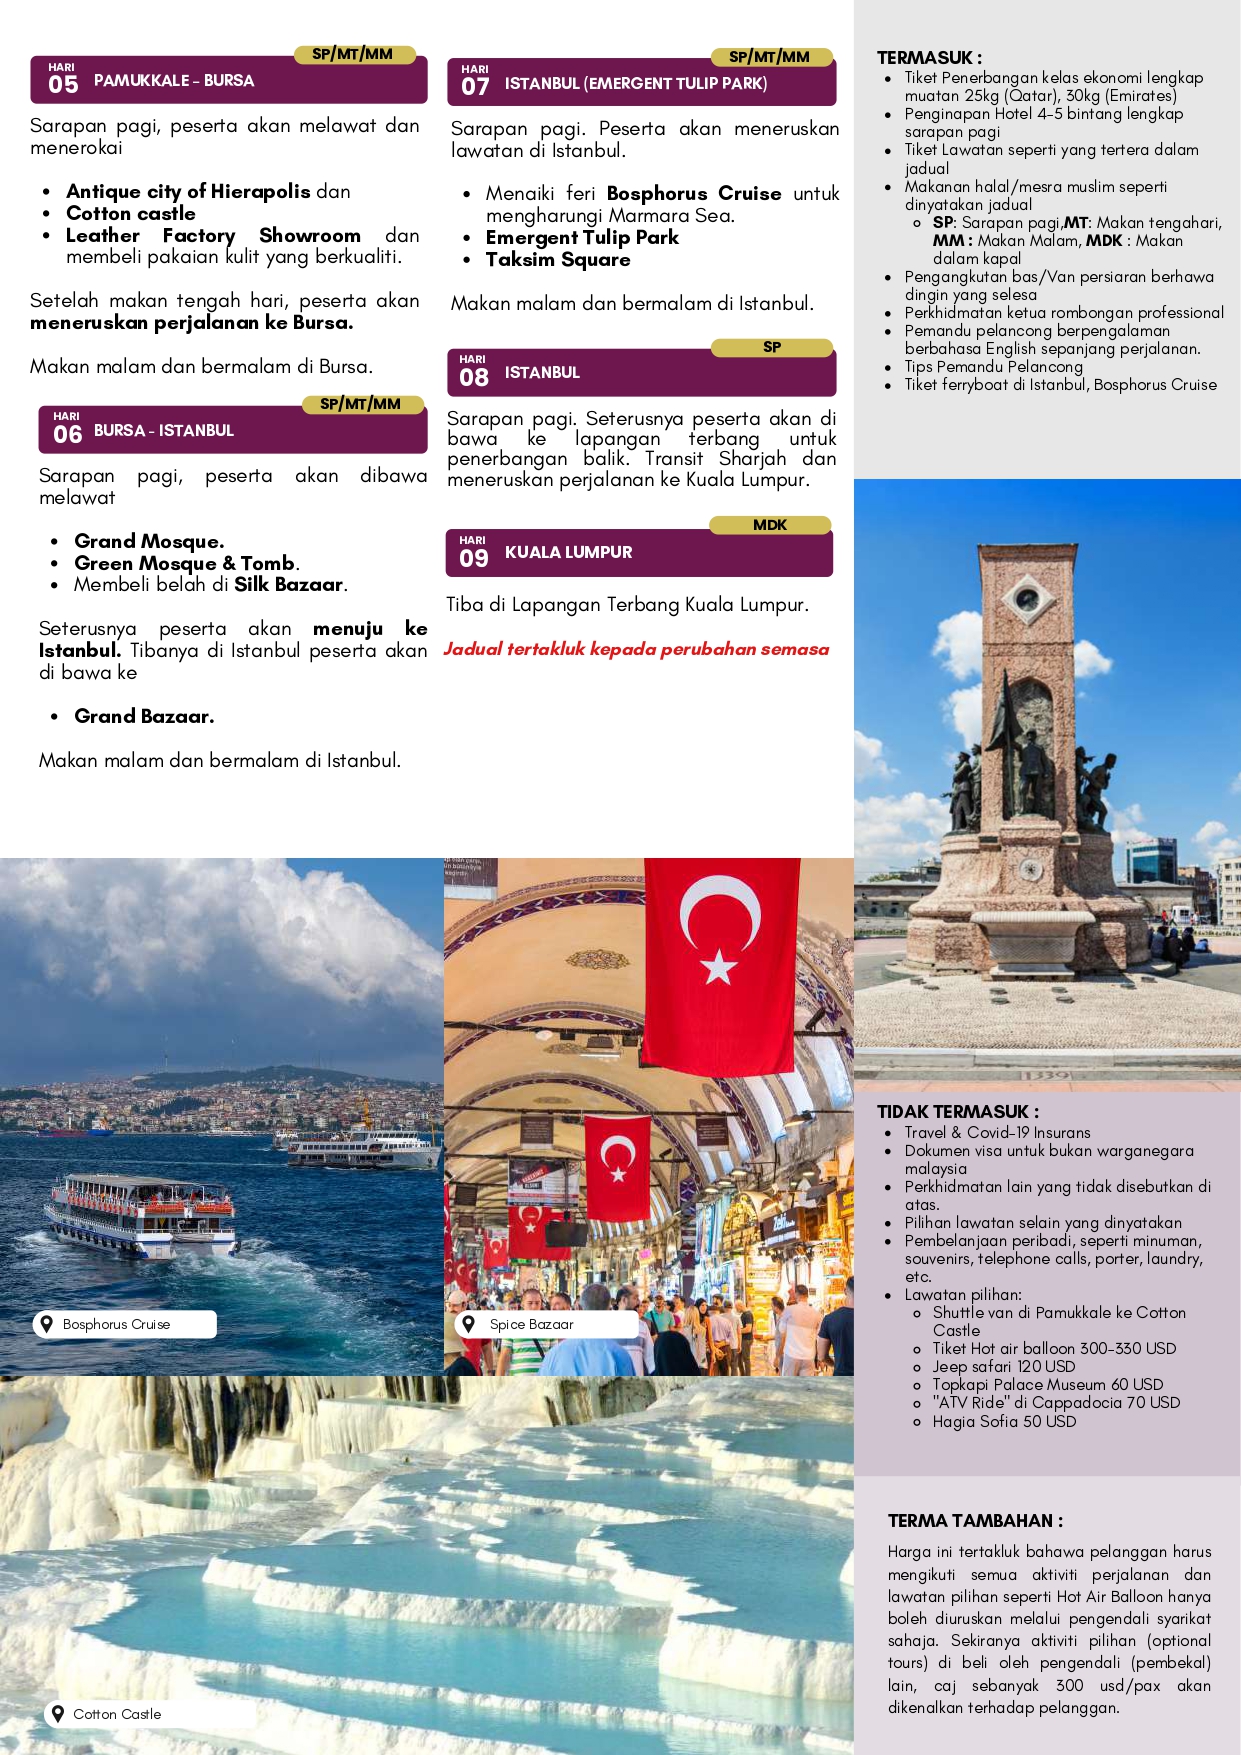 SP/MT/MM
HARI
05 PAMUKKALE - BURSA
Sarapan pagi, peserta akan melawat dan
menerokai
• Antique city of Hierapolis dan
• Cotton castle
• Leather Factory Showroom dan
membeli pakaian kulit yang berkualiti.
Setelah makan tengah hari, peserta akan
meneruskan perjalanan ke Bursa.
Makan malam dan bermalam di Bursa.
SP/MT/MM
HARI
06 BURSA - ISTANBUL
Sarapan pagi, peserta akan dibawa
melawat
• Grand Mosque.
• Green Mosque & Tomb.
• Membeli belah di Silk Bazaar.
Seterusnya peserta akan menuju ke
Istanbul. Tibanya di Istanbul peserta akan
di bawa ke
• Grand Bazaar.
Makan malam dan bermalam di Istanbul.
SP/MT/MM
HARI
07 ISTANBUL (EMERGENT TULIP PARK)
Sarapan pagi. Peserta akan meneruskan
lawatan di Istanbul.
• Menaiki feri Bosphorus Cruise untuk
mengharungi Marmara Sea.
• Emergent Tulip Park
• Taksim Square
Makan malam dan bermalam di Istanbul.
SP
HARI
08 ISTANBUL
Sarapan pagi. Seterusnya peserta akan di
bawa ke lapangan terbang untuk
penerbangan balik. Transit Sharjah dan
meneruskan perjalanan ke Kuala Lumpur.
MDK
HARI
09 KUALA LUMPUR
Tiba di Lapangan Terbang Kuala Lumpur.
Jadual tertakluk kepada perubahan semasa
TERMASUK :
• Tiket Penerbangan kelas ekonomi lengkap
muatan 25kg (Qatar), 30kg (Emirates)
• Penginapan Hotel 4-5 bintang lengkap
sarapan pagi
• Tiket Lawatan seperti yang tertera dalam
jadual
• Makanan halal/mesra muslim seperti
dinyatakan jadual
SP: Sarapan pagi,MT: Makan tengahari,
MM : Makan Malam, MDK : Makan
dalam kapal
• Pengangkutan bas/Van persiaran berhawa
dingin yang selesa
• Perkhidmatan ketua rombongan professional
• Pemandu pelancong berpengalaman
berbahasa English sepanjang perjalanan.
• Tips Pemandu Pelancong
• Tiket ferryboat di Istanbul, Bosphorus Cruise
11339
TIDAK TERMASUK :
• Travel & Covid-19 Insurans
• Dokumen visa untuk bukan warganegara
malaysia
• Perkhidmatan lain yang tidak disebutkan di
atas.
• Pilihan lawatan selain yang dinyatakan
• Pembelanjaan peribadi, seperti minuman,
souvenirs, telephone calls, porter, laundry,
etc.
• Lawatan pilihan:
Shuttle van di Pamukkale ke Cotton
Castle
Tiket Hot air balloon 300-330 USD
Jeep safari 120 USD
Topkapi Palace Museum 60 USD
"ATV Ride" di Cappadocia 70 USD
Hagia Sofia 50 USD
TERMA TAMBAHAN :
Harga ini tertakluk bahawa pelanggan harus
mengikuti semua aktiviti perjalanan dan
lawatan pilihan seperti Hot Air Balloon hanya
boleh diuruskan melalui pengendali syarikat
sahaja. Sekiranya aktiviti pilihan (optional
tours) di beli oleh pengendali (pembekal)
lain, caj sebanyak 300 usd/pax akan
dikenalkan terhadap pelanggan.
Bosphorus Cruise
Spice Bazaar
Cotton Castle